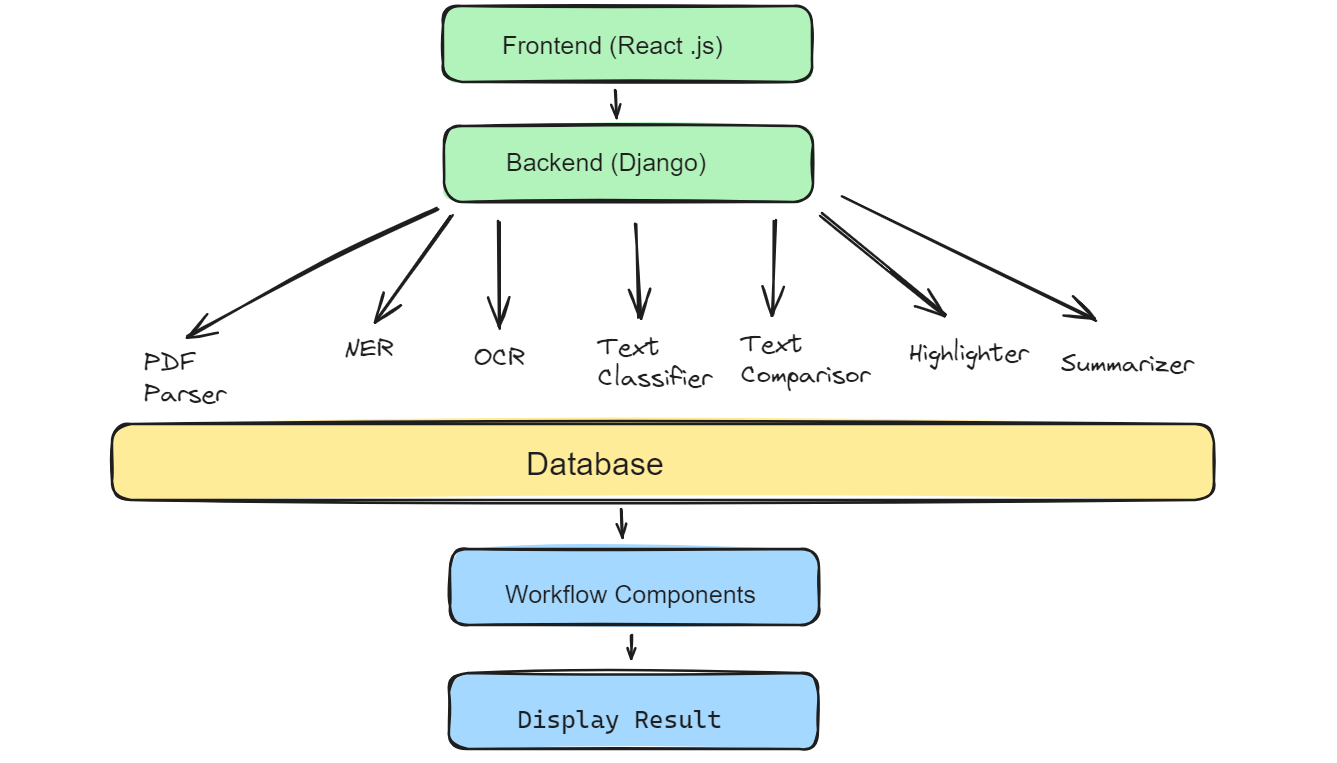 Frontend (React .js)
Backend (Django)
PDF
Parser
NER
OCR
Text
Classifier
Text
Comparisor
Highlighter
Summarizer
Database
Workflow Components
Display Result